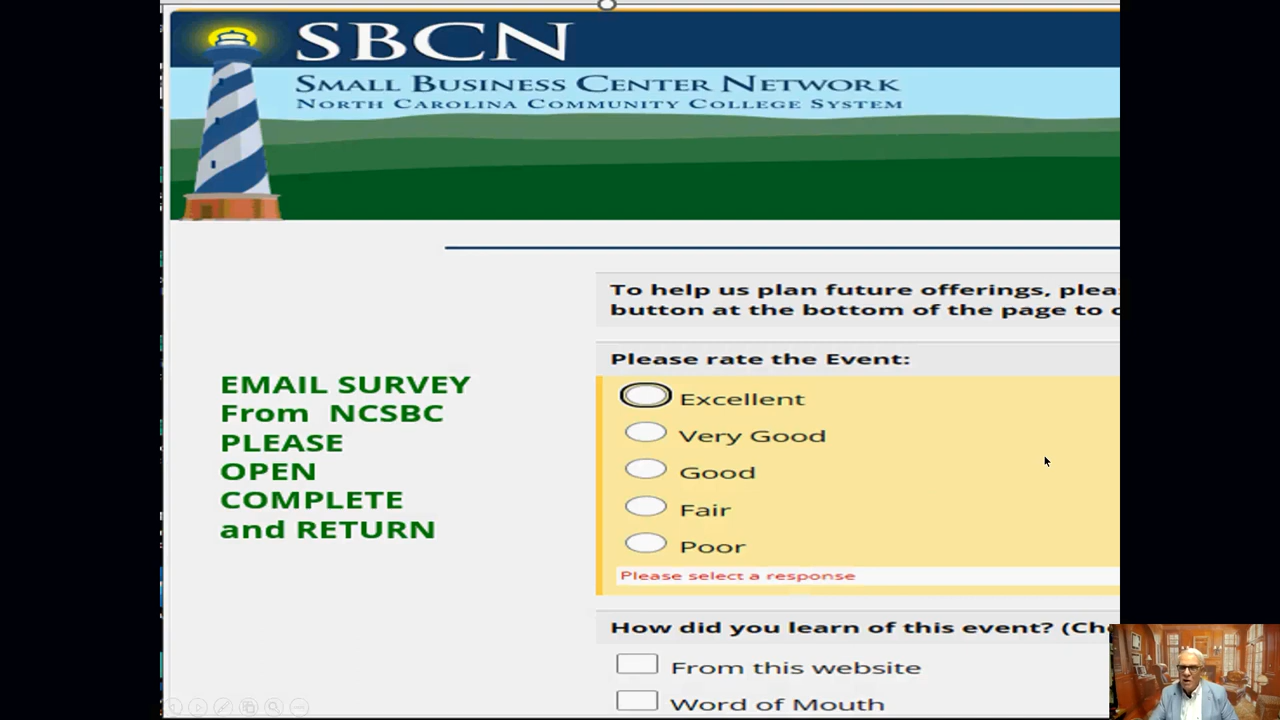 SBCN
SMALL BUSINESS CENTER NETWORK
NORTH CAROLINA COMMUNITY COLLEGE SYSTEM
To help us plan future offerings,
button at the bottom of the page to
Please rate the Event:
EMAIL SURVEY
From NCSBC
PLEASE
OPEN
COMPLETE
and RETURN
Excellent
Very Good
Good
Fair
Poor
Please select a response
How did you learn of this event?
From this website
Word of Mouth